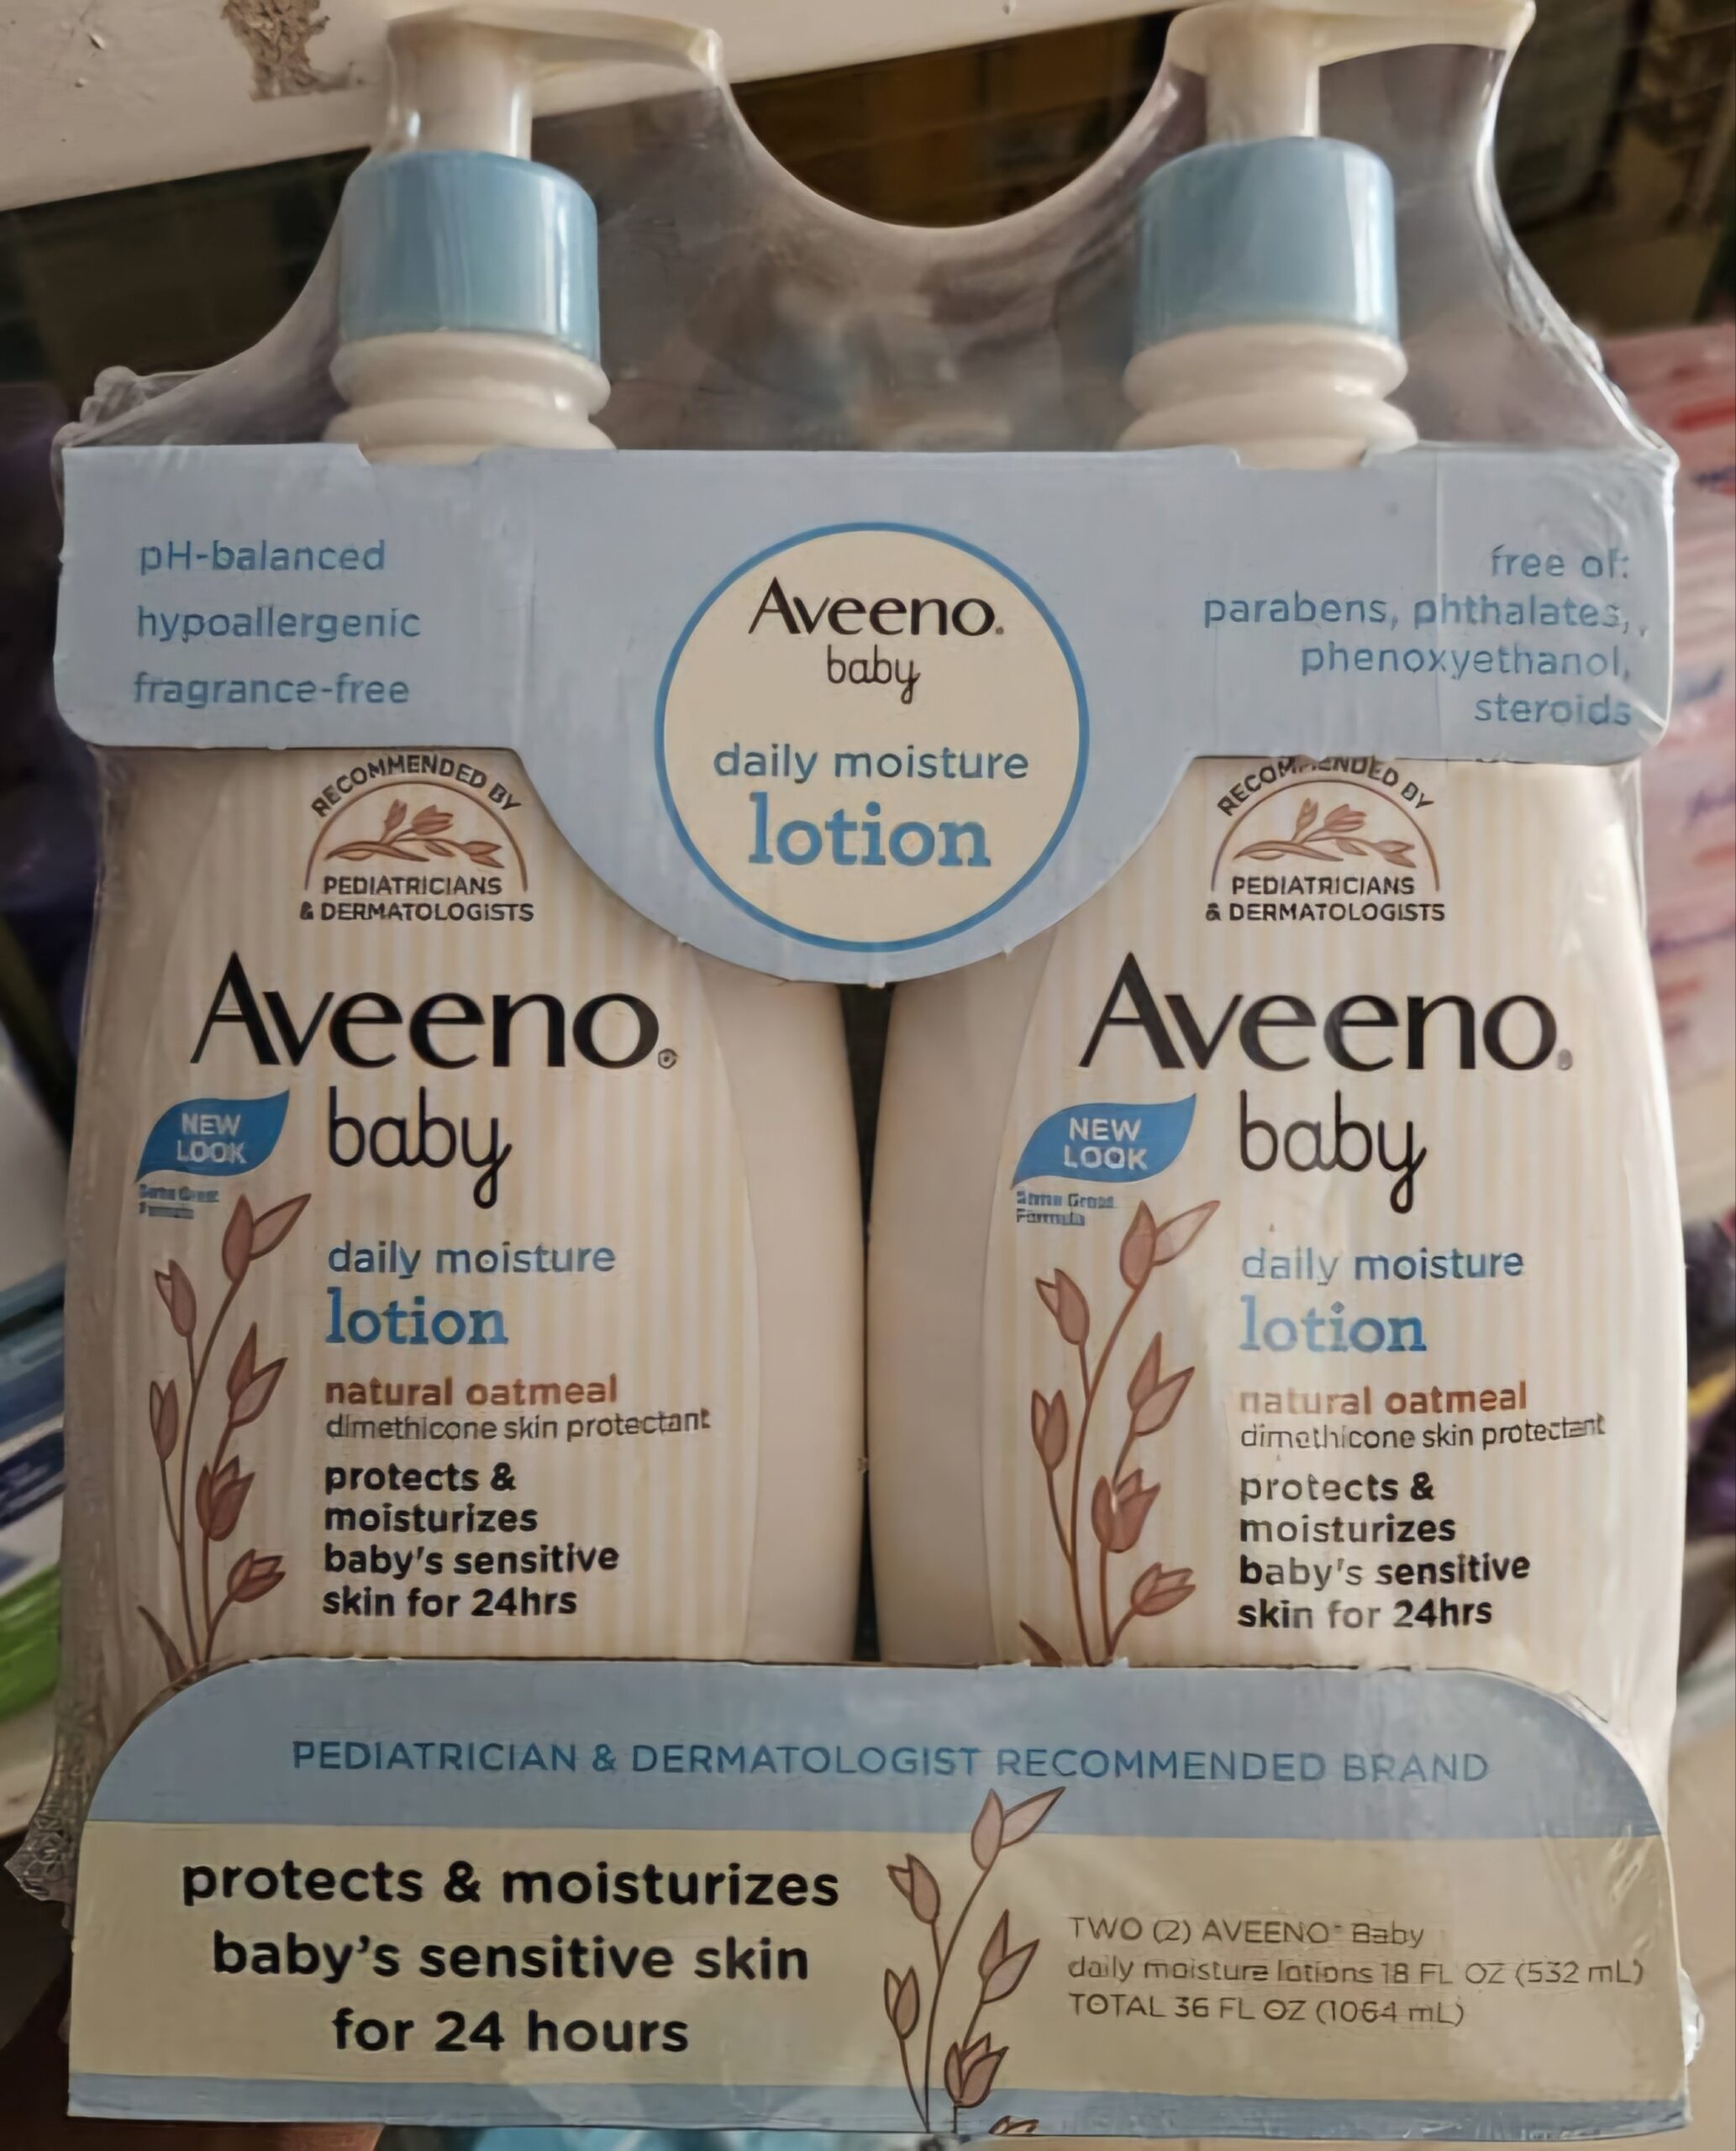 pH-balanced
hypoallergenic
fragrance-free
Aveeno®
baby
daily moisture
lotion
free of:
parabens, phthalates,
phenoxyethanol,
steroids
RECOMMENDED BY
PEDIATRICIANS
& DERMATOLOGISTS
Aveeno®
baby
NEW
LOOK
daily moisture
lotion
natural oatmeal
dimethicone skin protectant
protects &
moisturizes
baby's sensitive
skin for 24hrs
RECOMMENDED BY
PEDIATRICIANS
& DERMATOLOGISTS
Aveeno®
baby
NEW
LOOK
Formula
daily moisture
lotion
natural oatmeal
dimethicone skin protectant
protects &
moisturizes
baby's sensitive
skin for 24hrs
PEDIATRICIAN & DERMATOLOGIST RECOMMENDED BRAND
protects & moisturizes
baby's sensitive skin
for 24 hours
TWO (2) AVEENO® Baby
daily moisture lotions 18 FL OZ (532 mL)
TOTAL 36 FL OZ (1064 mL)